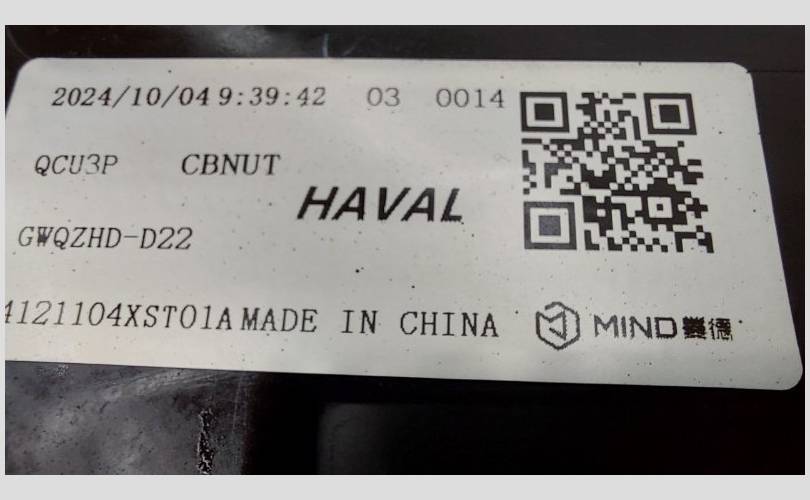 2024/10/04 9:39:42 03 0014
QCU3P CBNUT
HAVAL
GWQZHD-D22
4121104XST01A MADE IN CHINA
MIND 曼德